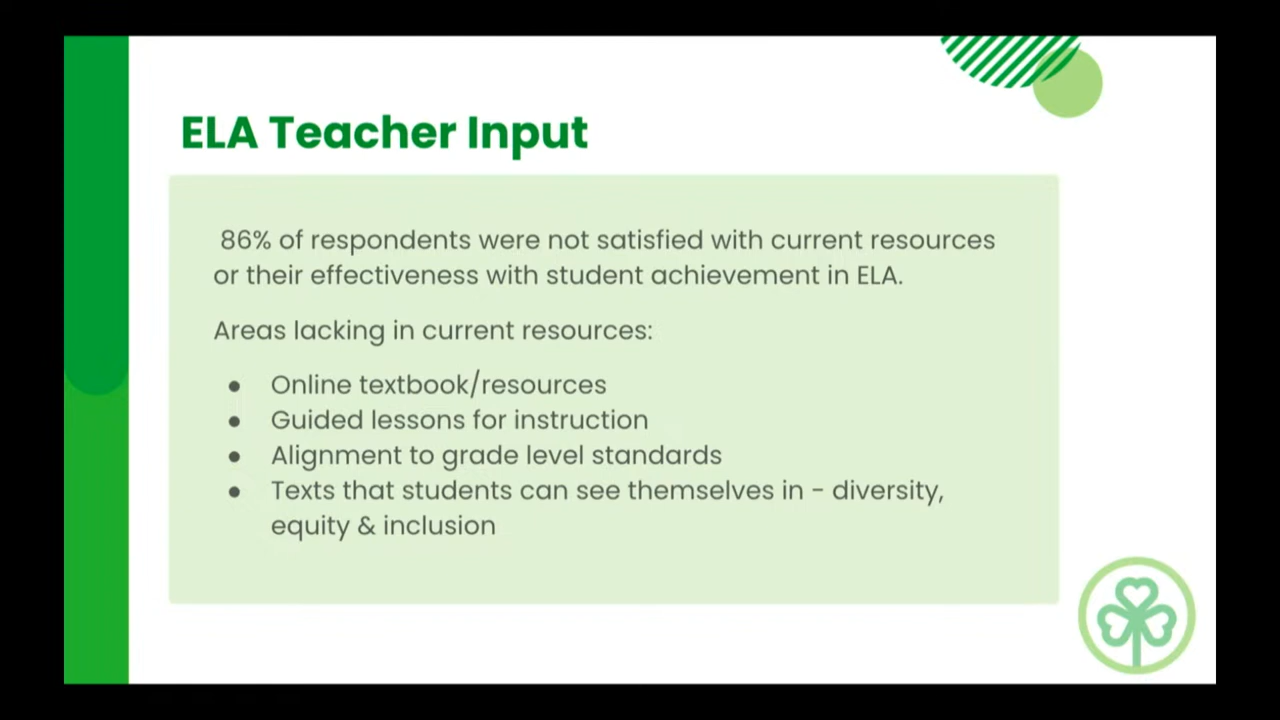 ELA Teacher Input
86% of respondents were not satisfied with current resources
or their effectiveness with student achievement in ELA.
Areas lacking in current resources:
● Online textbook/resources
● Guided lessons for instruction
● Alignment to grade level standards
● Texts that students can see themselves in - diversity,
equity & inclusion